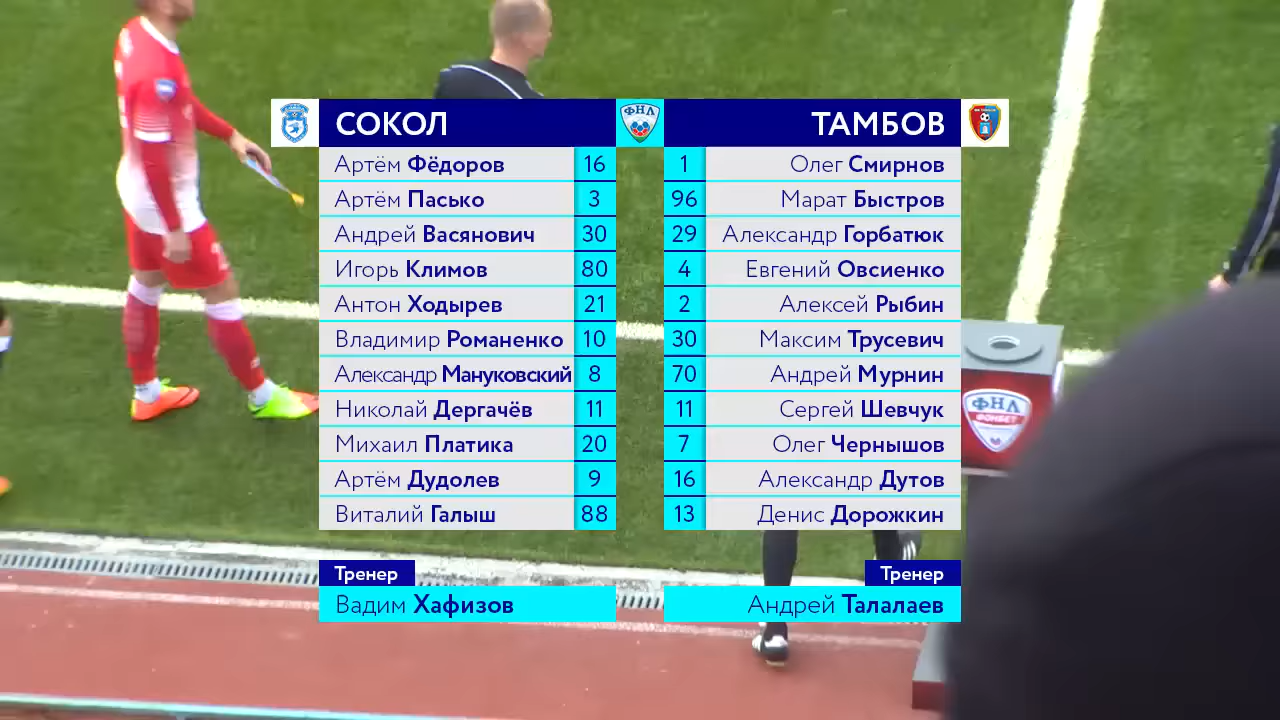 СОКОЛ ФНЛ ТАМБОВ
Артём Фёдоров 16 1 Олег Смирнов
Артём Пасько 3 96 Марат Быстров
Андрей Васянович 30 29 Александр Горбатюк
Игорь Климов 80 4 Евгений Овсиенко
Антон Ходырев 21 2 Алексей Рыбин
Владимир Романенко 10 30 Максим Трусевич
Александр Мануковский 8 70 Андрей Мурнин
Николай Дергачёв 11 11 Сергей Шевчук
Михаил Платика 20 7 Олег Чернышов
Артём Дудолев 9 16 Александр Дутов
Виталий Галыш 88 13 Денис Дорожкин
Тренер Тренер
Вадим Хафизов Андрей Талалаев
ФНЛ
ФОНБЕТ